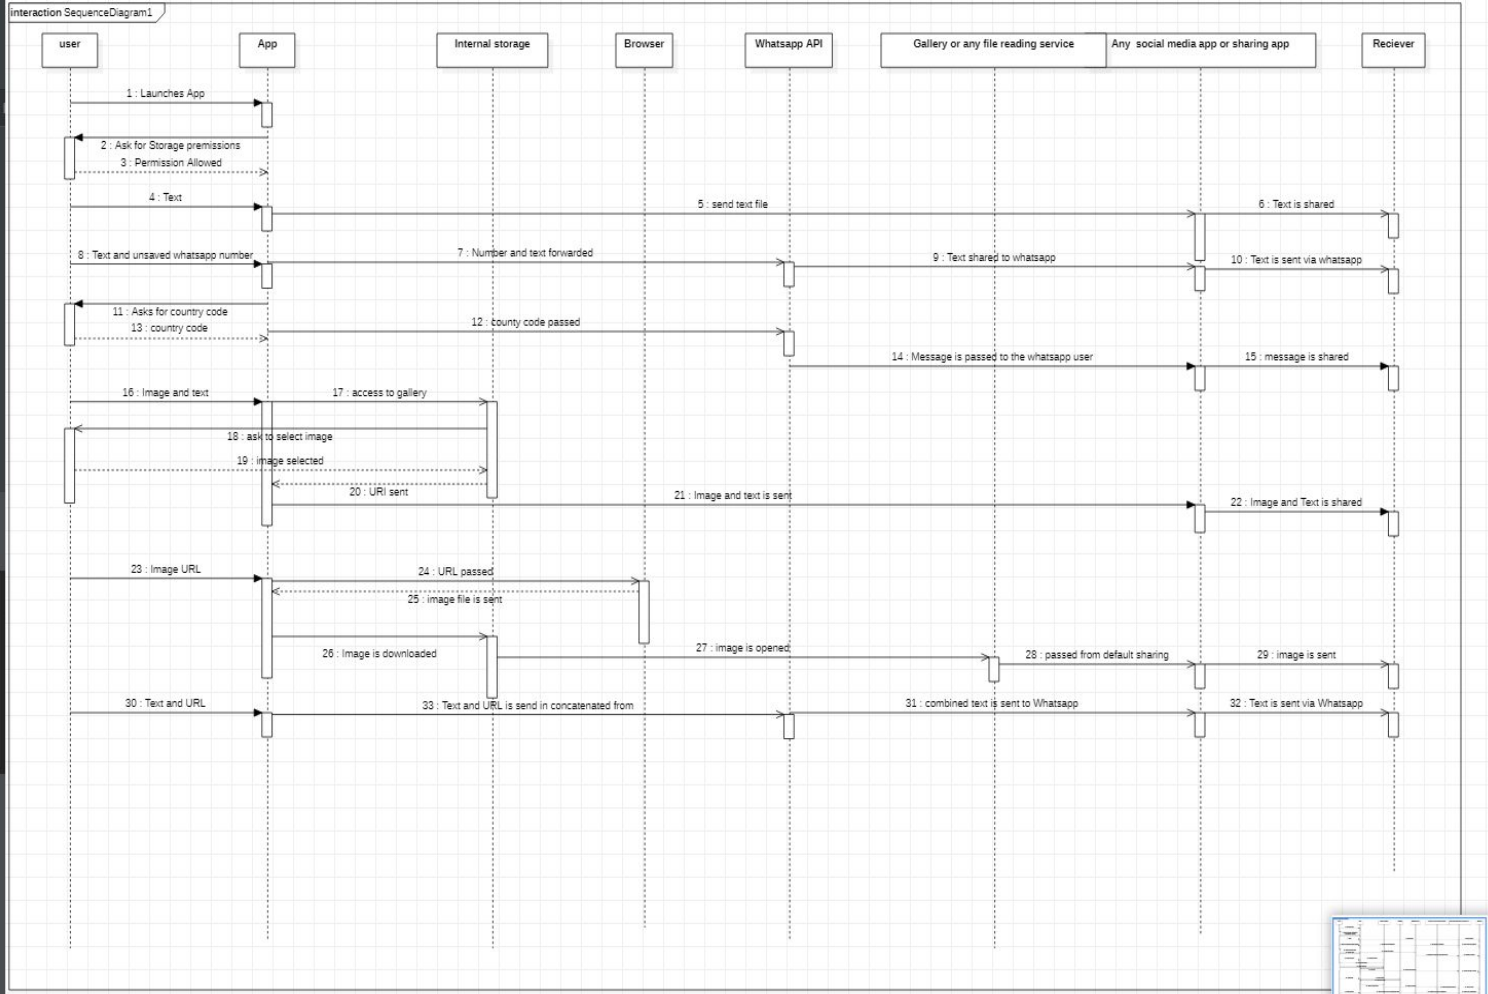 interaction SequenceDiagram1
user
App
Internal storage
Browser
Whatsapp API
Gallery or any file reading service
Any social media app or sharing app
Reciever
1 : Launches App
2 : Ask for Storage premissions
3 : Permission Allowed
4 : Text
5 : send text file
6 : Text is shared
8 : Text and unsaved whatsapp number
7 : Number and text forwarded
9 : Text shared to whatsapp
10 : Text is sent via whatsapp
11 : Asks for country code
13 : country code
12 : county code passed
14 : Message is passed to the whatsapp user
15 : message is shared
16 : Image and text
17 : access to gallery
18 : ask to select image
19 : image selected
20 : URI sent
21 : Image and text is sent
22 : Image and Text is shared
23 : Image URL
24 : URL passed
25 : image file is sent
26 : Image is downloaded
27 : image is opened
28 : passed from default sharing
29 : image is sent
30 : Text and URL
33 : Text and URL is send in concatenated from
31 : combined text is sent to Whatsapp
32 : Text is sent via Whatsapp